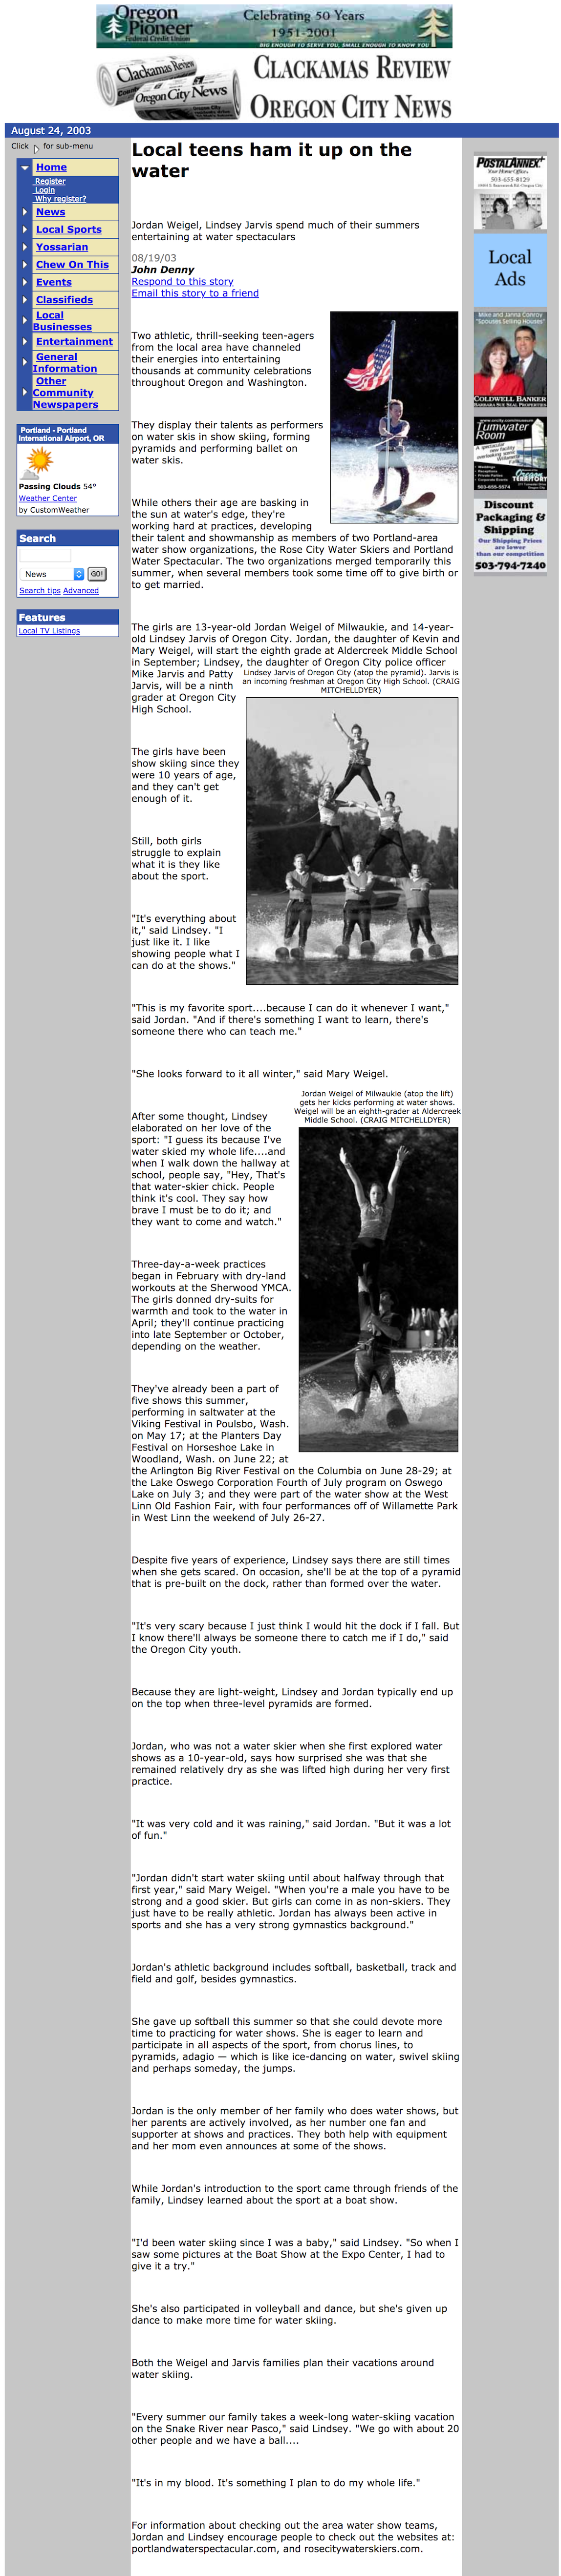 Oregon
Pioneer
Federal Credit Union
Celebrating 50 Years
1951-2001
BIG ENOUGH TO SERVE YOU, SMALL ENOUGH TO KNOW YOU
Clackamas Review
Oregon City News
CLACKAMAS REVIEW
OREGON CITY NEWS
August 24, 2003
Click for sub-menu
Home
Register
Login
Why register?
News
Local Sports
Yossarian
Chew On This
Events
Classifieds
Local
Businesses
Entertainment
General
Information
Other
Community
Newspapers
Portland - Portland
International Airport, OR
Passing Clouds 54°
Weather Center
by CustomWeather
Search
News
GO!
Search tips Advanced
Features
Local TV Listings
Local teens ham it up on the
water
Jordan Weigel, Lindsey Jarvis spend much of their summers
entertaining at water spectaculars
08/19/03
John Denny
Respond to this story
Email this story to a friend
Two athletic, thrill-seeking teen-agers
from the local area have channeled
their energies into entertaining
thousands at community celebrations
throughout Oregon and Washington.
They display their talents as performers
on water skis in show skiing, forming
pyramids and performing ballet on
water skis.
While others their age are basking in
the sun at water's edge, they're
working hard at practices, developing
their talent and showmanship as members of two Portland-area
water show organizations, the Rose City Water Skiers and Portland
Water Spectacular. The two organizations merged temporarily this
summer, when several members took some time off to give birth or
to get married.
The girls are 13-year-old Jordan Weigel of Milwaukie, and 14-year-
old Lindsey Jarvis of Oregon City. Jordan, the daughter of Kevin and
Mary Weigel, will start the eighth grade at Aldercreek Middle School
in September; Lindsey, the daughter of Oregon City police officer
Mike Jarvis and Patty
Jarvis, will be a ninth
grader at Oregon City
High School.
Lindsey Jarvis of Oregon City (atop the pyramid). Jarvis is
an incoming freshman at Oregon City High School. (CRAIG
MITCHELLDYER)
The girls have been
show skiing since they
were 10 years of age,
and they can't get
enough of it.
Still, both girls
struggle to explain
what it is they like
about the sport.
"It's everything about
it," said Lindsey. "I
just like it. I like
showing people what I
can do at the shows."
"This is my favorite sport....because I can do it whenever I want,"
said Jordan. "And if there's something I want to learn, there's
someone there who can teach me."
"She looks forward to it all winter," said Mary Weigel.
Jordan Weigel of Milwaukie (atop the lift)
gets her kicks performing at water shows.
Weigel will be an eighth-grader at Aldercreek
Middle School. (CRAIG MITCHELLDYER)
After some thought, Lindsey
elaborated on her love of the
sport: "I guess its because I've
water skied my whole life....and
when I walk down the hallway at
school, people say, "Hey, That's
that water-skier chick. People
think it's cool. They say how
brave I must be to do it; and
they want to come and watch."
Three-day-a-week practices
began in February with dry-land
workouts at the Sherwood YMCA.
The girls donned dry-suits for
warmth and took to the water in
April; they'll continue practicing
into late September or October,
depending on the weather.
They've already been a part of
five shows this summer,
performing in saltwater at the
Viking Festival in Poulsbo, Wash.
on May 17; at the Planters Day
Festival on Horseshoe Lake in
Woodland, Wash. on June 22; at
the Arlington Big River Festival on the Columbia on June 28-29; at
the Lake Oswego Corporation Fourth of July program on Oswego
Lake on July 3; and they were part of the water show at the West
Linn Old Fashion Fair, with four performances off of Willamette Park
in West Linn the weekend of July 26-27.
Despite five years of experience, Lindsey says there are still times
when she gets scared. On occasion, she'll be at the top of a pyramid
that is pre-built on the dock, rather than formed over the water.
"It's very scary because I just think I would hit the dock if I fall. But
I know there'll always be someone there to catch me if I do," said
the Oregon City youth.
Because they are light-weight, Lindsey and Jordan typically end up
on the top when three-level pyramids are formed.
Jordan, who was not a water skier when she first explored water
shows as a 10-year-old, says how surprised she was that she
remained relatively dry as she was lifted high during her very first
practice.
"It was very cold and it was raining," said Jordan. "But it was a lot
of fun."
"Jordan didn't start water skiing until about halfway through that
first year," said Mary Weigel. "When you're a male you have to be
strong and a good skier. But girls can come in as non-skiers. They
just have to be really athletic. Jordan has always been active in
sports and she has a very strong gymnastics background."
Jordan's athletic background includes softball, basketball, track and
field and golf, besides gymnastics.
She gave up softball this summer so that she could devote more
time to practicing for water shows. She is eager to learn and
participate in all aspects of the sport, from chorus lines, to
pyramids, adagio — which is like ice-dancing on water, swivel skiing
and perhaps someday, the jumps.
Jordan is the only member of her family who does water shows, but
her parents are actively involved, as her number one fan and
supporter at shows and practices. They both help with equipment
and her mom even announces at some of the shows.
While Jordan's introduction to the sport came through friends of the
family, Lindsey learned about the sport at a boat show.
"I'd been water skiing since I was a baby," said Lindsey. "So when I
saw some pictures at the Boat Show at the Expo Center, I had to
give it a try."
She's also participated in volleyball and dance, but she's given up
dance to make more time for water skiing.
Both the Weigel and Jarvis families plan their vacations around
water skiing.
"Every summer our family takes a week-long water-skiing vacation
on the Snake River near Pasco," said Lindsey. "We go with about 20
other people and we have a ball....
"It's in my blood. It's something I plan to do my whole life."
For information about checking out the area water show teams,
Jordan and Lindsey encourage people to check out the websites at:
portlandwaterspectacular.com, and rosecitywaterskiers.com.
POSTALANNEX+
Your Home Office.
503-655-8129
Local
Ads
Mike and Janna Conroy
"Spouses Selling Houses"
COLDWELL BANKER
BARBARA SUE SEAL PROPERTIES
Tumwater
Room
Oregon
TERRITORY
503-655-5574
Discount
Packaging &
Shipping
Our Shipping Prices
are lower
than our competition
503-794-7240